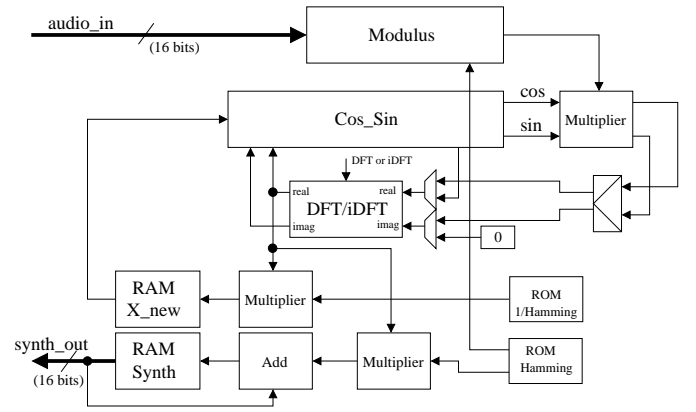 audio_in
(16 bits)
Modulus
Cos_Sin
cos
sin
Multiplier
DFT or iDFT
real
real
DFT/iDFT
imag
imag
0
RAM
X_new
Multiplier
ROM
1/Hamming
synth_out
(16 bits)
RAM
Synth
Add
Multiplier
ROM
Hamming